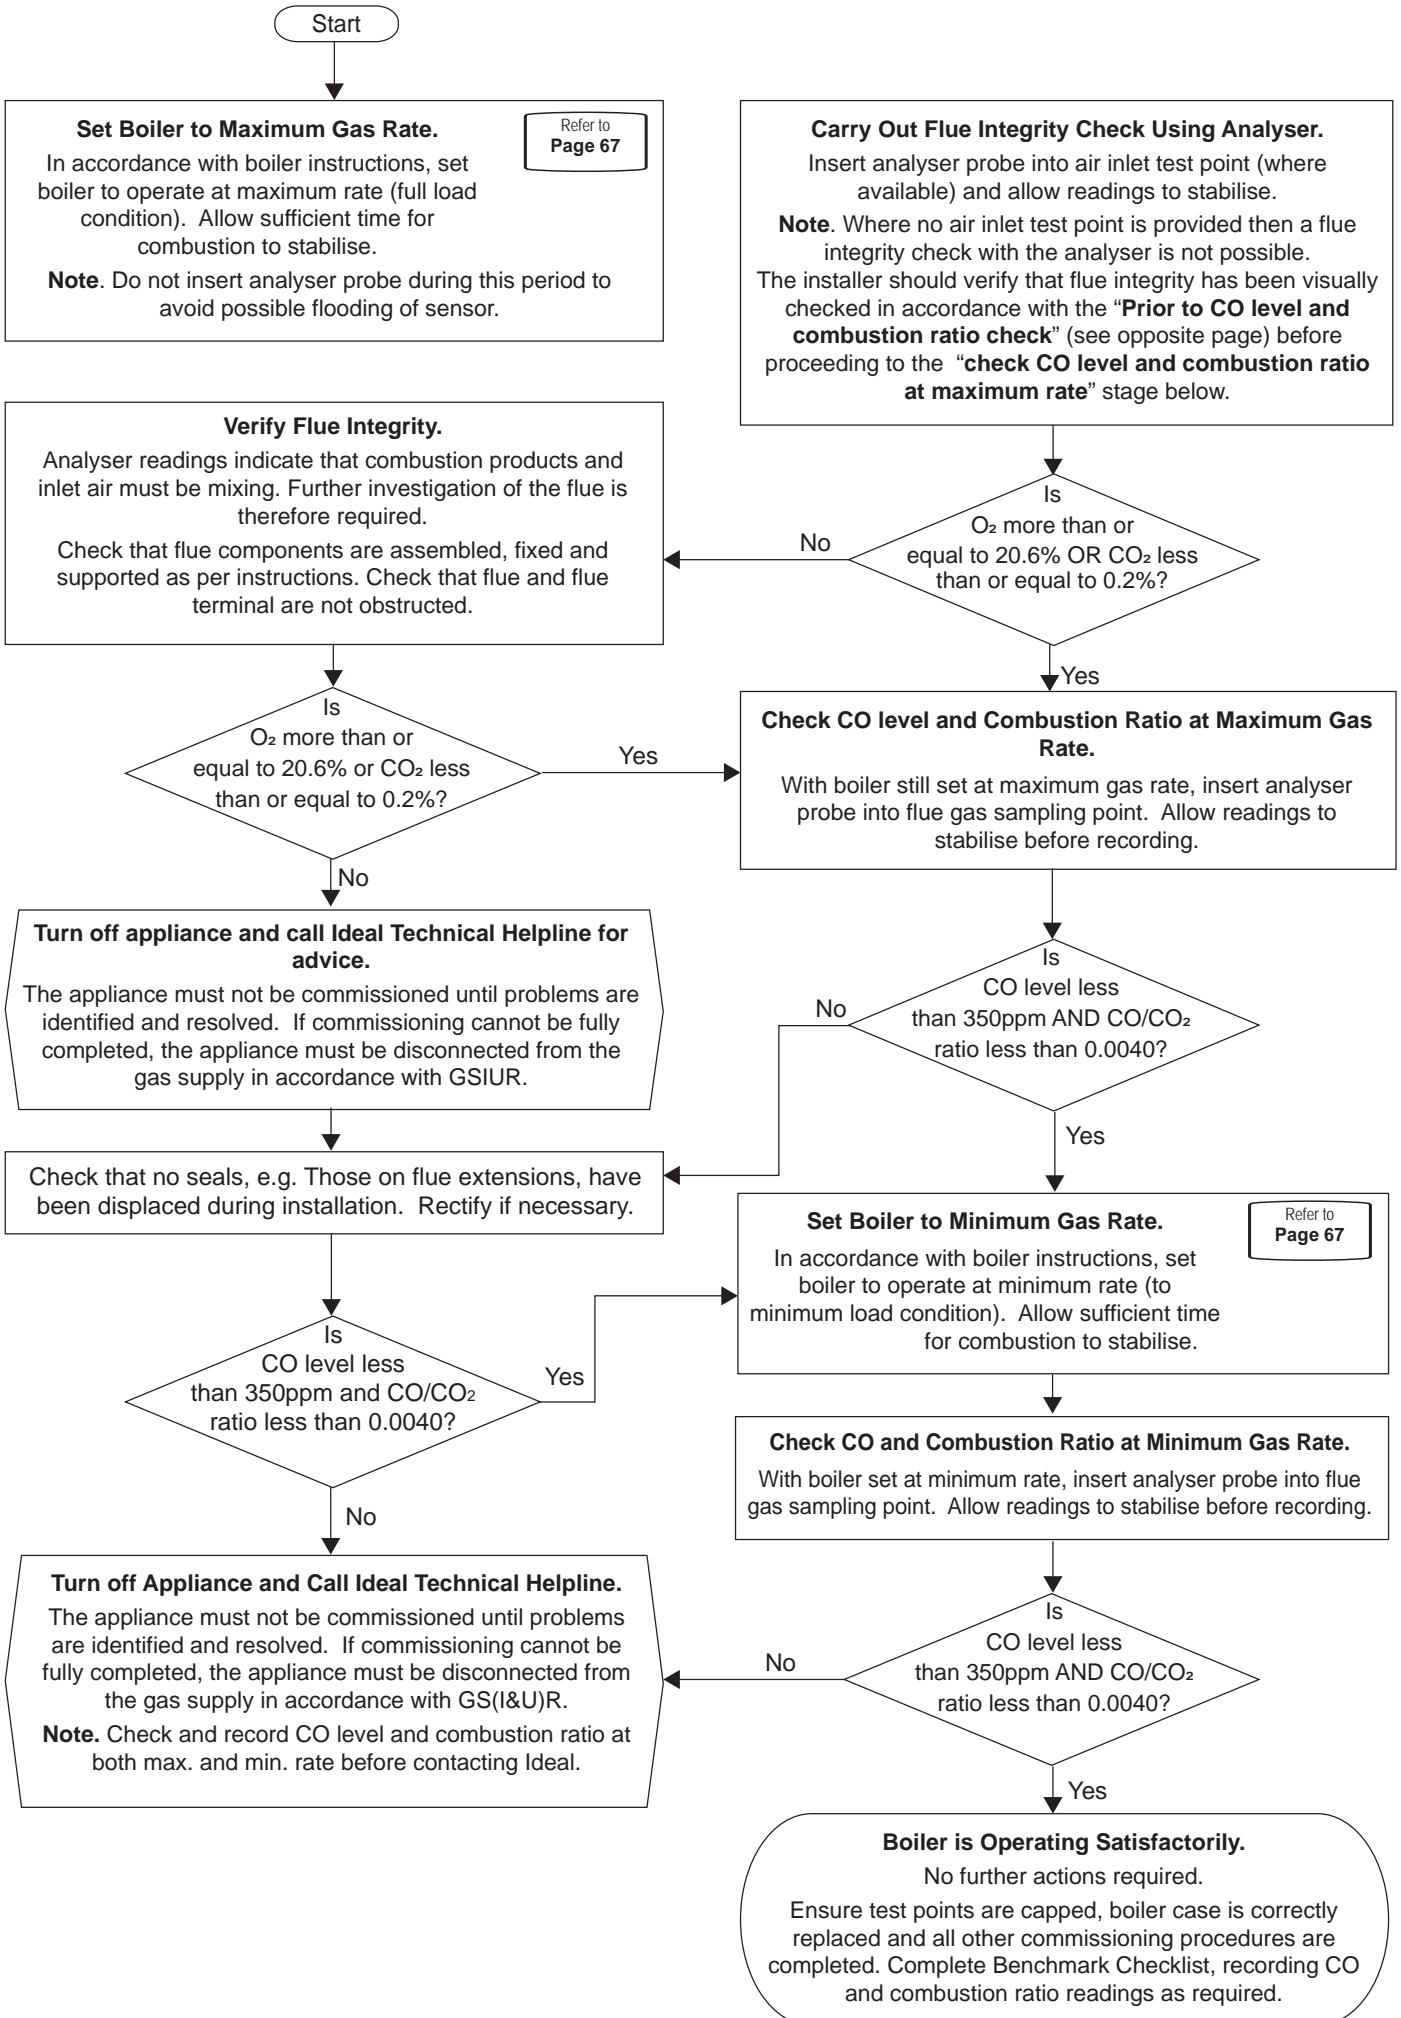 Start
Set Boiler to Maximum Gas Rate.
Refer to
Page 67
In accordance with boiler instructions, set
boiler to operate at maximum rate (full load
condition). Allow sufficient time for
combustion to stabilise.
Note. Do not insert analyser probe during this period to
avoid possible flooding of sensor.
Carry Out Flue Integrity Check Using Analyser.
Insert analyser probe into air inlet test point (where
available) and allow readings to stabilise.
Note. Where no air inlet test point is provided then a flue
integrity check with the analyser is not possible.
The installer should verify that flue integrity has been visually
checked in accordance with the “Prior to CO level and
combustion ratio check” (see opposite page) before
proceeding to the “check CO level and combustion ratio
at maximum rate” stage below.
Is
O₂ more than or
equal to 20.6% OR CO₂ less
than or equal to 0.2%?
No
Yes
Verify Flue Integrity.
Analyser readings indicate that combustion products and
inlet air must be mixing. Further investigation of the flue is
therefore required.
Check that flue components are assembled, fixed and
supported as per instructions. Check that flue and flue
terminal are not obstructed.
Is
O₂ more than or
equal to 20.6% or CO₂ less
than or equal to 0.2%?
Yes
No
Check CO level and Combustion Ratio at Maximum Gas
Rate.
With boiler still set at maximum gas rate, insert analyser
probe into flue gas sampling point. Allow readings to
stabilise before recording.
Turn off appliance and call Ideal Technical Helpline for
advice.
The appliance must not be commissioned until problems are
identified and resolved. If commissioning cannot be fully
completed, the appliance must be disconnected from the
gas supply in accordance with GSIUR.
Is
CO level less
than 350ppm AND CO/CO₂
ratio less than 0.0040?
No
Yes
Check that no seals, e.g. Those on flue extensions, have
been displaced during installation. Rectify if necessary.
Set Boiler to Minimum Gas Rate.
Refer to
Page 67
In accordance with boiler instructions, set
boiler to operate at minimum rate (to
minimum load condition). Allow sufficient time
for combustion to stabilise.
Is
CO level less
than 350ppm and CO/CO₂
ratio less than 0.0040?
Yes
No
Check CO and Combustion Ratio at Minimum Gas Rate.
With boiler set at minimum rate, insert analyser probe into flue
gas sampling point. Allow readings to stabilise before recording.
Turn off Appliance and Call Ideal Technical Helpline.
The appliance must not be commissioned until problems
are identified and resolved. If commissioning cannot be
fully completed, the appliance must be disconnected from
the gas supply in accordance with GS(I&U)R.
Note. Check and record CO level and combustion ratio at
both max. and min. rate before contacting Ideal.
Is
CO level less
than 350ppm AND CO/CO₂
ratio less than 0.0040?
No
Yes
Boiler is Operating Satisfactorily.
No further actions required.
Ensure test points are capped, boiler case is correctly
replaced and all other commissioning procedures are
completed. Complete Benchmark Checklist, recording CO
and combustion ratio readings as required.